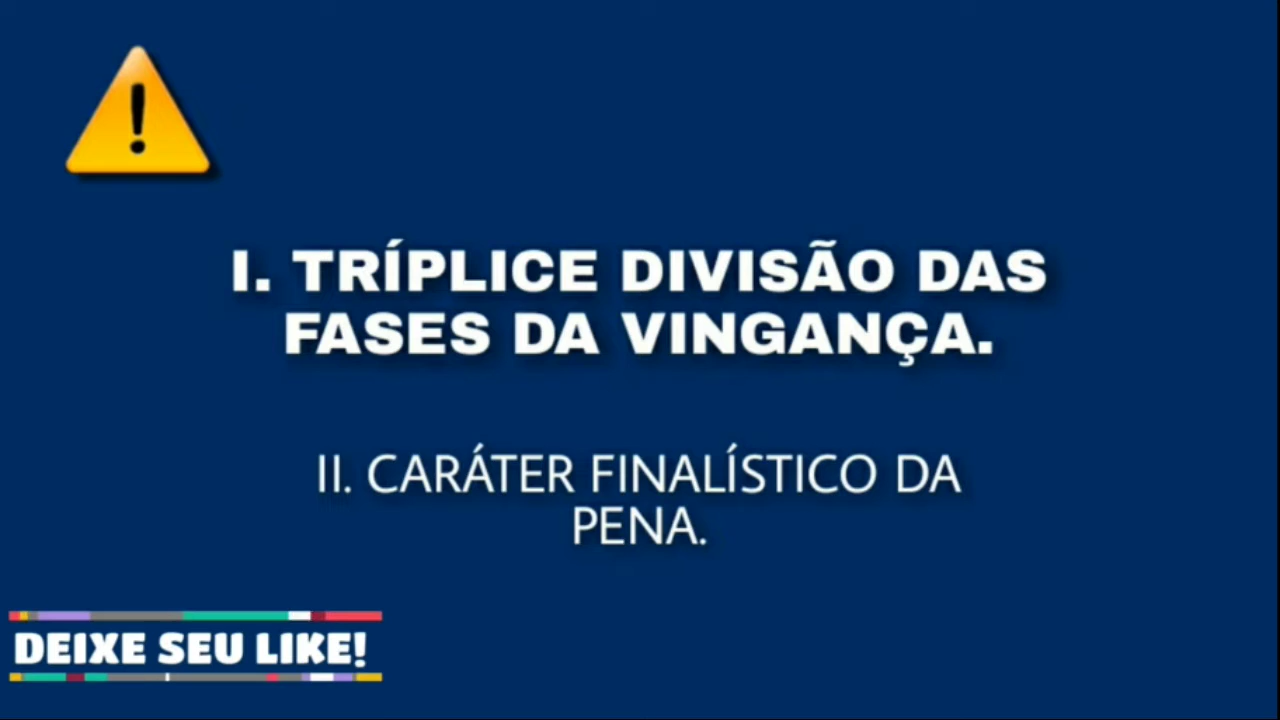 I. TRÍPLICE DIVISÃO DAS
FASES DA VINGANÇA.
II. CARÁTER FINALÍSTICO DA
PENA.
DEIXE SEU LIKE!